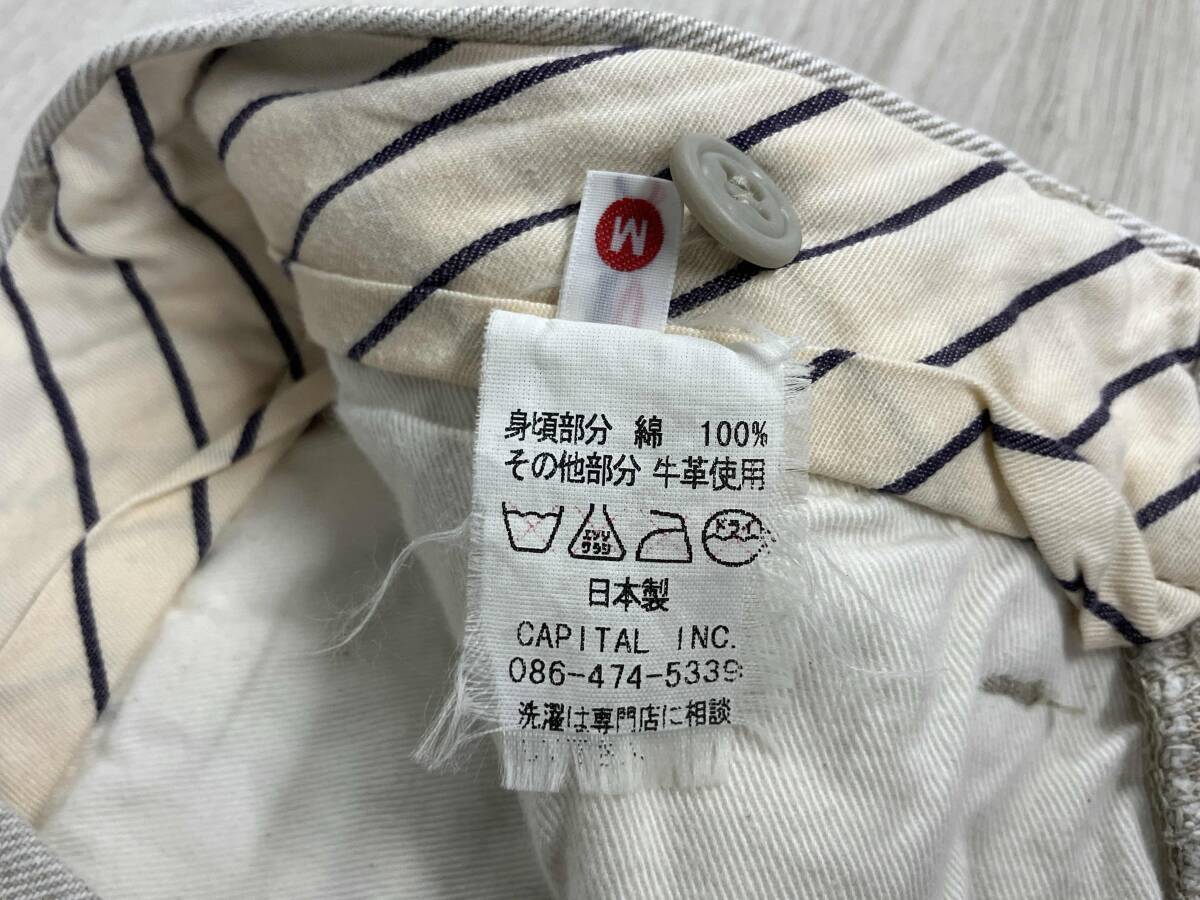 M
身頃部分 綿 100%
その他部分 牛革使用
エンソ
サラシ
ドライ
日本製
CAPITAL INC.
086-474-5339
洗濯は専門店に相談